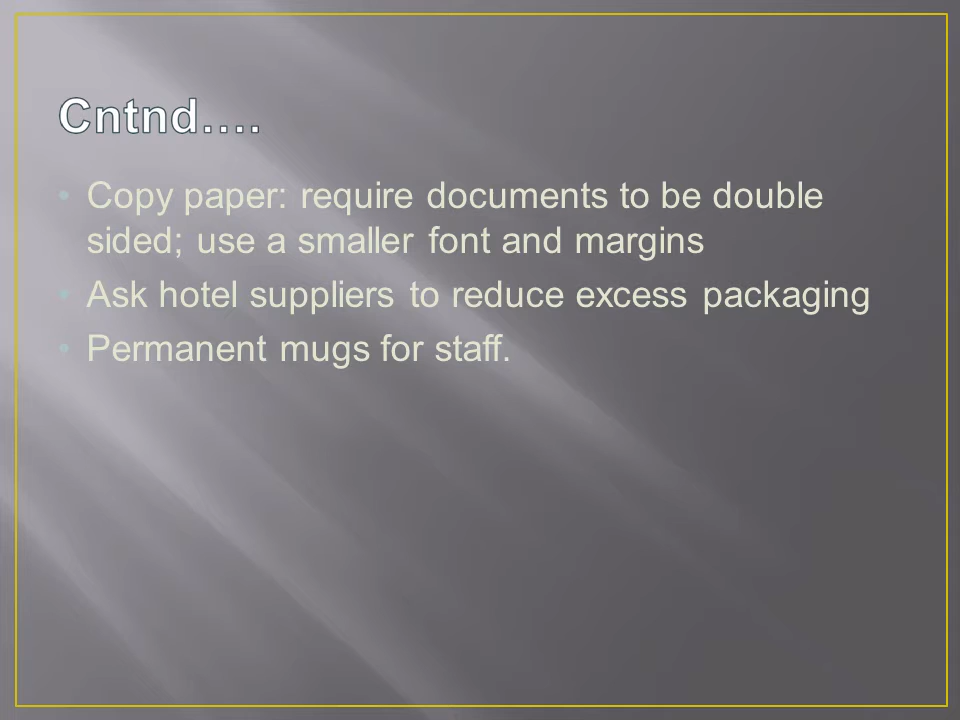 Cntnd....
• Copy paper: require documents to be double
sided; use a smaller font and margins
• Ask hotel suppliers to reduce excess packaging
• Permanent mugs for staff.